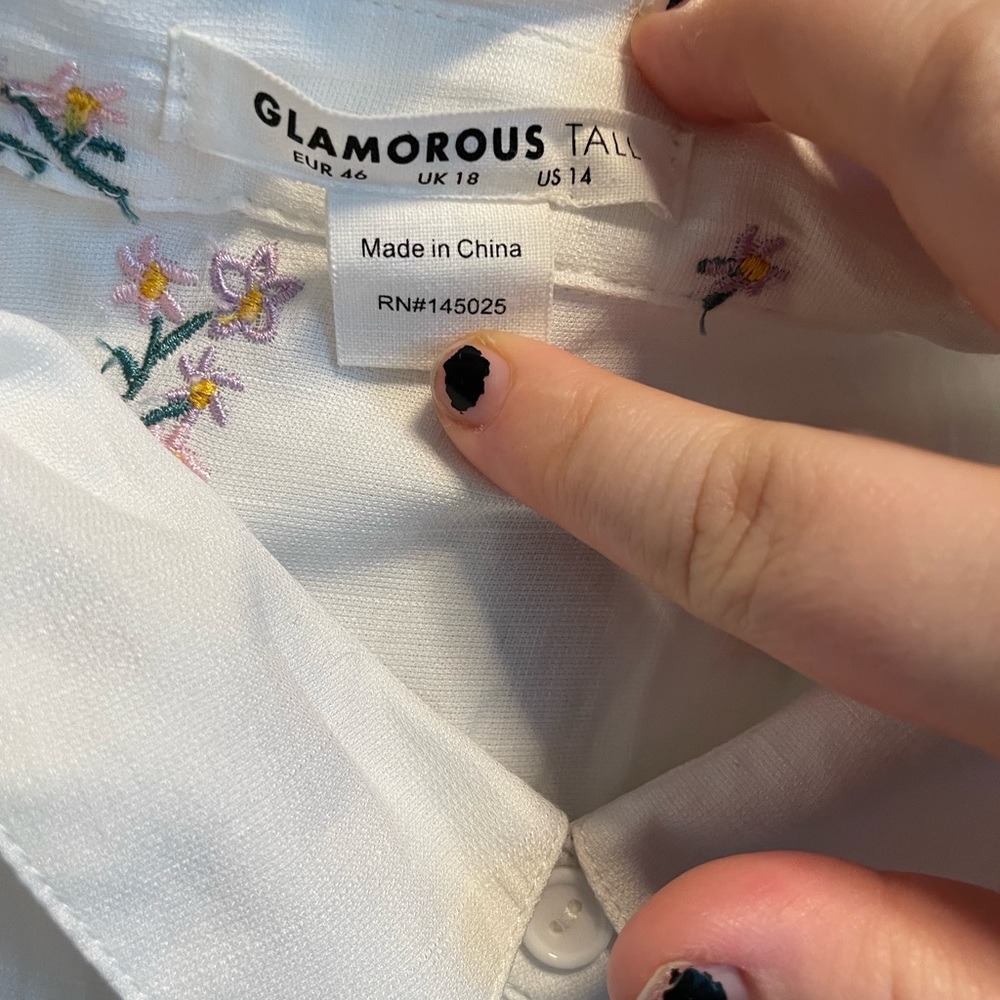 GLAMOROUS TALL
EUR 46 UK 18 US 14
Made in China
RN#145025